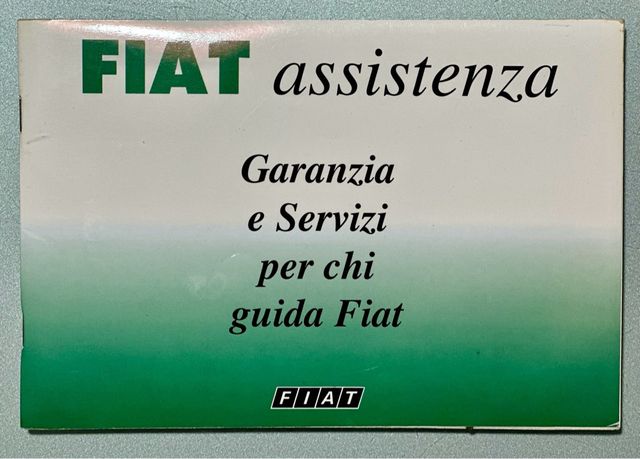 FIAT assistenza
Garanzia
e Servizi
per chi
guida Fiat
FIAT